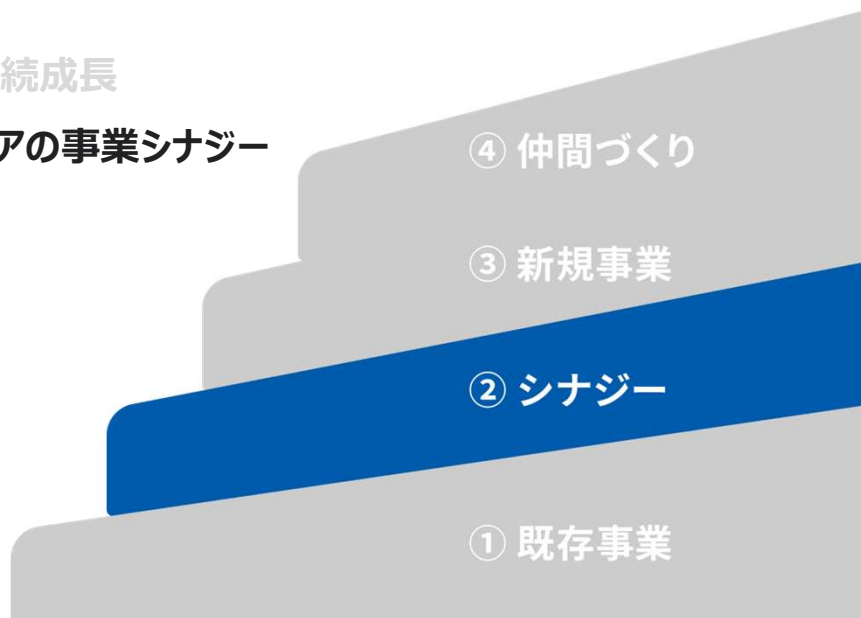 続成長
アの事業シナジー
④ 仲間づくり
③ 新規事業
② シナジー
① 既存事業